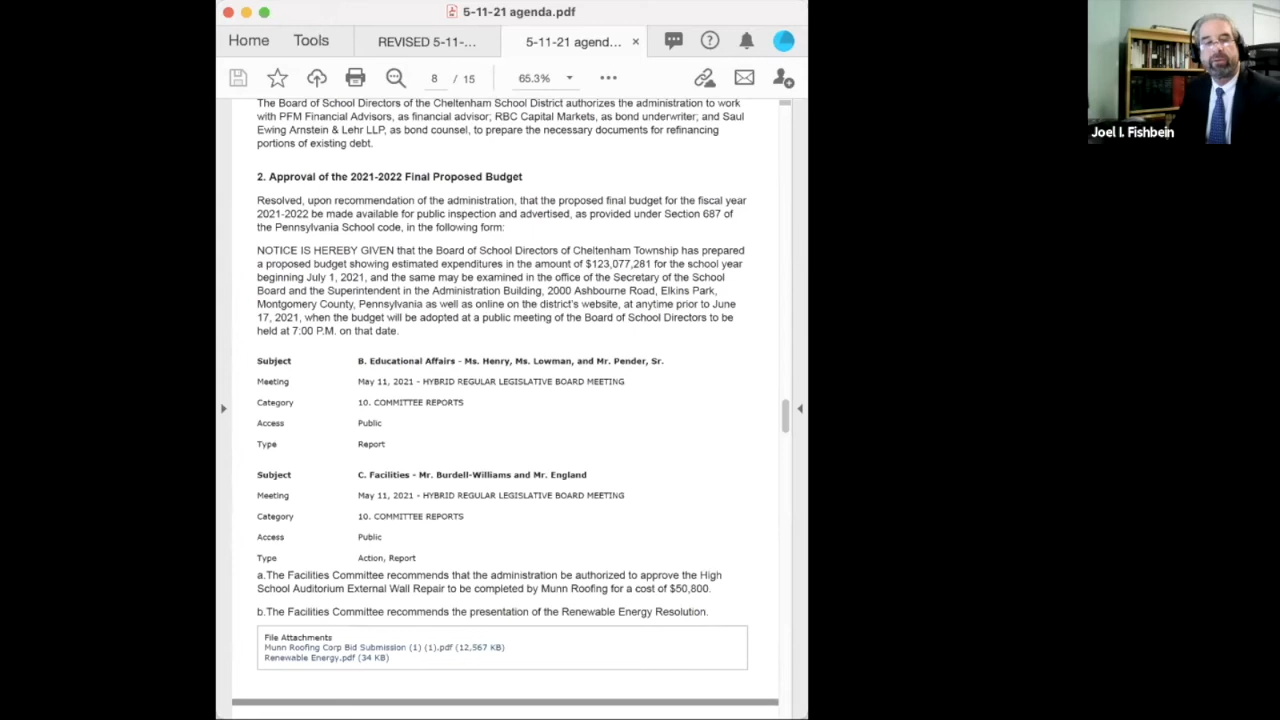 5-11-21 agenda.pdf
Home Tools REVISED 5-11-... 5-11-21 agend... ×
8 / 15 65.3%
The Board of School Directors of the Cheltenham School District authorizes the administration to work
with PFM Financial Advisors, as financial advisor; RBC Capital Markets, as bond underwriter; and Saul
Ewing Arnstein & Lehr LLP, as bond counsel, to prepare the necessary documents for refinancing
portions of existing debt.
2. Approval of the 2021-2022 Final Proposed Budget
Resolved, upon recommendation of the administration, that the proposed final budget for the fiscal year
2021-2022 be made available for public inspection and advertised, as provided under Section 687 of
the Pennsylvania School code, in the following form:
NOTICE IS HEREBY GIVEN that the Board of School Directors of Cheltenham Township has prepared
a proposed budget showing estimated expenditures in the amount of $123,077,281 for the school year
beginning July 1, 2021, and the same may be examined in the office of the Secretary of the School
Board and the Superintendent in the Administration Building, 2000 Ashbourne Road, Elkins Park,
Montgomery County, Pennsylvania as well as online on the district's website, at anytime prior to June
17, 2021, when the budget will be adopted at a public meeting of the Board of School Directors to be
held at 7:00 P.M. on that date.
Subject B. Educational Affairs - Ms. Henry, Ms. Lowman, and Mr. Pender, Sr.
Meeting May 11, 2021 - HYBRID REGULAR LEGISLATIVE BOARD MEETING
Category 10. COMMITTEE REPORTS
Access Public
Type Report
Subject C. Facilities - Mr. Burdell-Williams and Mr. England
Meeting May 11, 2021 - HYBRID REGULAR LEGISLATIVE BOARD MEETING
Category 10. COMMITTEE REPORTS
Access Public
Type Action, Report
a.The Facilities Committee recommends that the administration be authorized to approve the High
School Auditorium External Wall Repair to be completed by Munn Roofing for a cost of $50,800.
b.The Facilities Committee recommends the presentation of the Renewable Energy Resolution.
File Attachments
Munn Roofing Corp Bid Submission (1) (1).pdf (12,567 KB)
Renewable Energy.pdf (34 KB)
Joel I. Fishbein